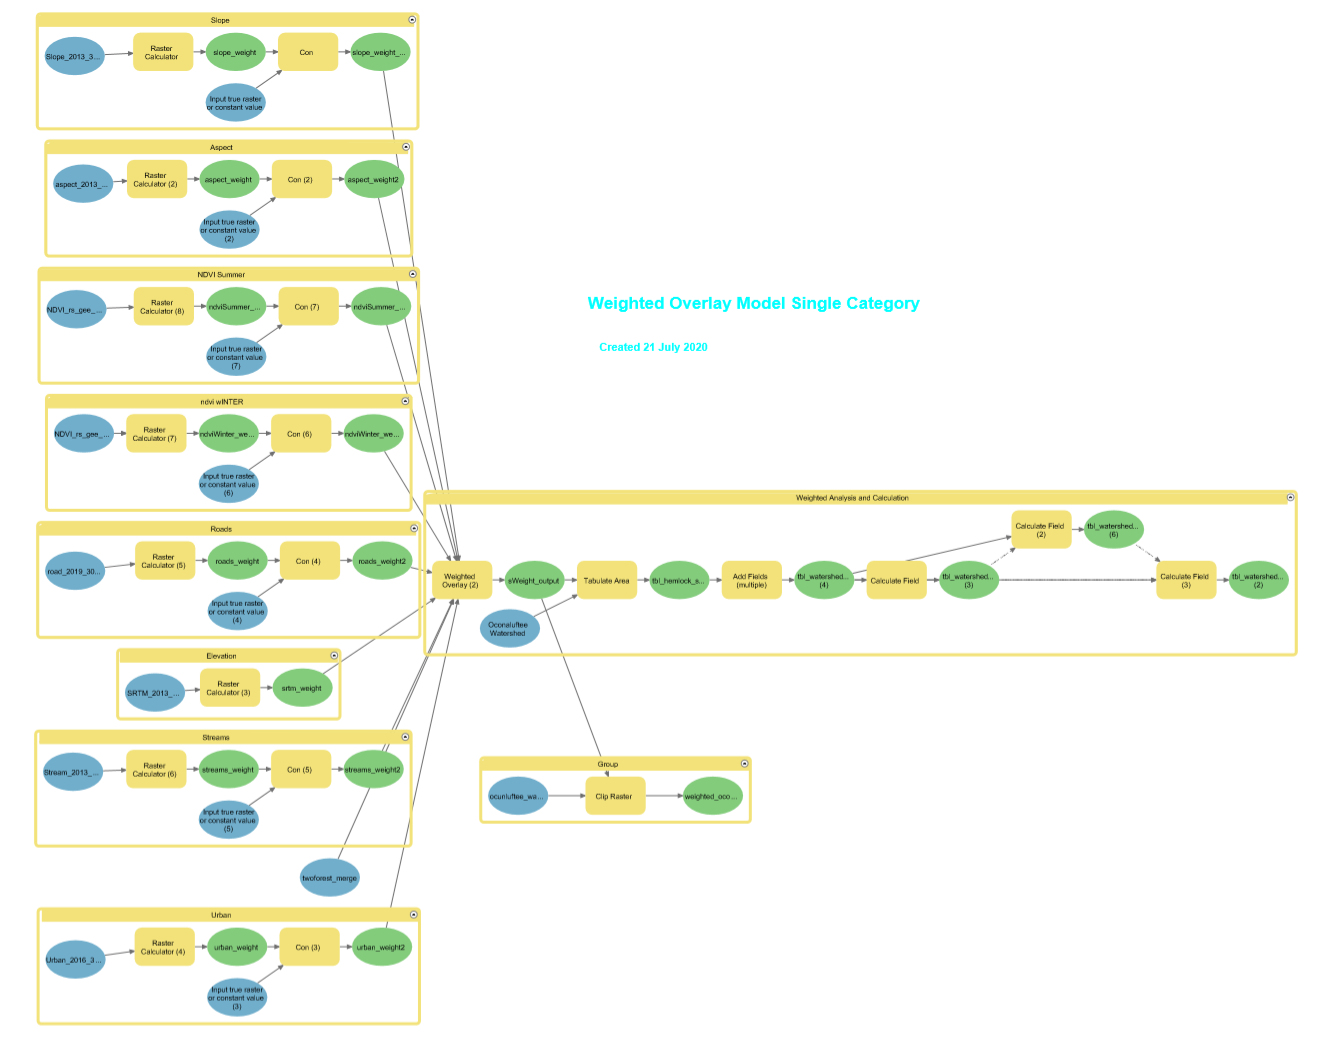 Slope
Slope_2013_3...
Raster
Calculator
slope_weight
Con
slope_weight_...
Input true raster
or constant value
Aspect
aspect_2013_...
Raster
Calculator (2)
aspect_weight
Con (2)
aspect_weight2
Input true raster
or constant value
(2)
NDVI Summer
NDVI_rs_gee_...
Raster
Calculator (8)
ndviSummer_...
Con (7)
ndviSummer_...
Input true raster
or constant value
(7)
Weighted Overlay Model Single Category
Created 21 July 2020
ndvi wINTER
NDVI_rs_gee_...
Raster
Calculator (7)
ndviWinter_we...
Con (6)
ndviWinter_we...
Input true raster
or constant value
(6)
Roads
road_2019_30...
Raster
Calculator (5)
roads_weight
Con (4)
roads_weight2
Input true raster
or constant value
(4)
Weighted Analysis and Calculation
Weighted
Overlay (2)
sWeight_output
Tabulate Area
tbl_hemlock_s...
Add Fields
(multiple)
tbl_watershed...
(4)
Calculate Field
tbl_watershed...
(3)
Calculate Field
(2)
tbl_watershed...
(6)
Calculate Field
(3)
tbl_watershed...
(2)
Oconaluftee
Watershed
Elevation
SRTM_2013_...
Raster
Calculator (3)
srtm_weight
Streams
Stream_2013_...
Raster
Calculator (6)
streams_weight
Con (5)
streams_weight2
Input true raster
or constant value
(5)
Group
ocunluftee_wa...
Clip Raster
weighted_oco...
twoforest_merge
Urban
Urban_2016_3...
Raster
Calculator (4)
urban_weight
Con (3)
urban_weight2
Input true raster
or constant value
(3)